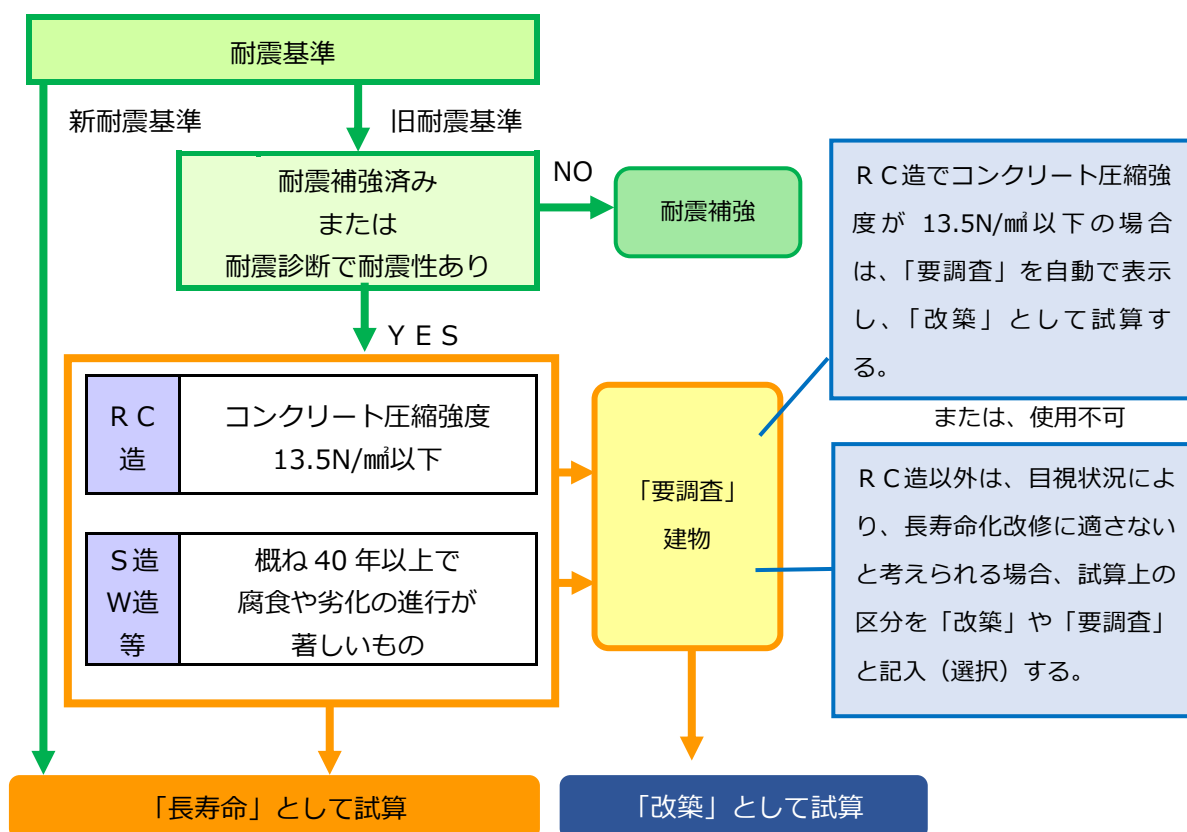 耐震基準
新耐震基準
旧耐震基準
耐震補強済み
または
耐震診断で耐震性あり
NO
耐震補強
ＹＥＳ
ＲＣ
造
コンクリート圧縮強度
13.5N/㎟以下
Ｓ造
Ｗ造
等
概ね 40 年以上で
腐食や劣化の進行が
著しいもの
「要調査」
建物
ＲＣ造でコンクリート圧縮強
度が 13.5N/㎟以下の場合
は、「要調査」を自動で表示
し、「改築」として試算す
る。
または、使用不可
ＲＣ造以外は、目視状況によ
り、長寿命化改修に適さない
と考えられる場合、試算上の
区分を「改築」や「要調査」
と記入（選択）する。
「長寿命」として試算
「改築」として試算